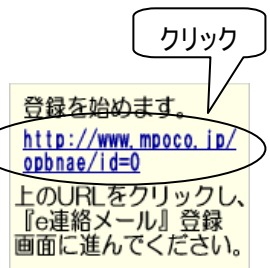 クリック
登録を始めます。
http://www.mpoco.jp/
opbnae/id=0
上のURLをクリックし、
『e連絡メール』登録
画面に進んでください。